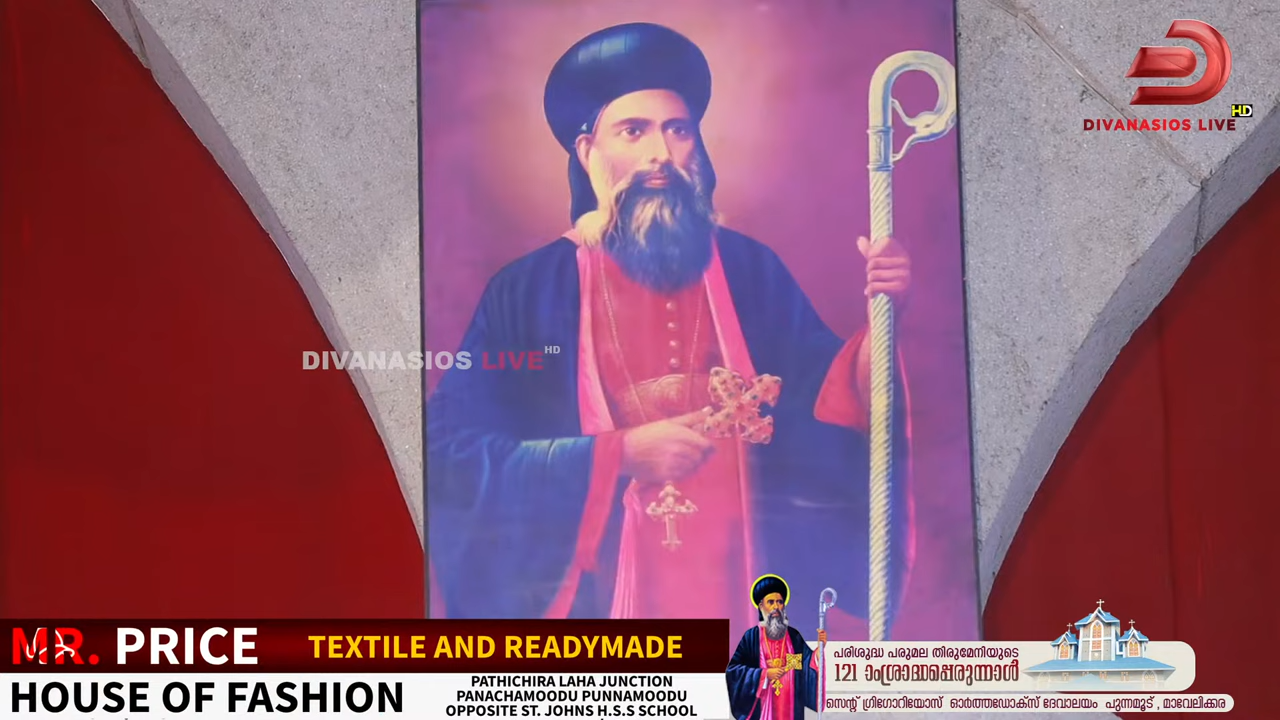 DIVANASIOS LIVE HD
DIVANASIOS LIVE HD
MR. PRICE
TEXTILE AND READYMADE
HOUSE OF FASHION
PATHICHIRA LAHA JUNCTION
PANACHAMOODU PUNNAMOODU
OPPOSITE ST. JOHNS H.S.S SCHOOL
പരിശുദ്ധ പരുമല തിരുമേനിയുടെ
121 ാംശ്രാദ്ധപ്പെരുന്നാൾ
സെന്റ് ഗ്രിഗോറിയോസ് ഓർത്തഡോക്സ് ദേവാലയം പുന്നമൂട്, മാവേലിക്കര